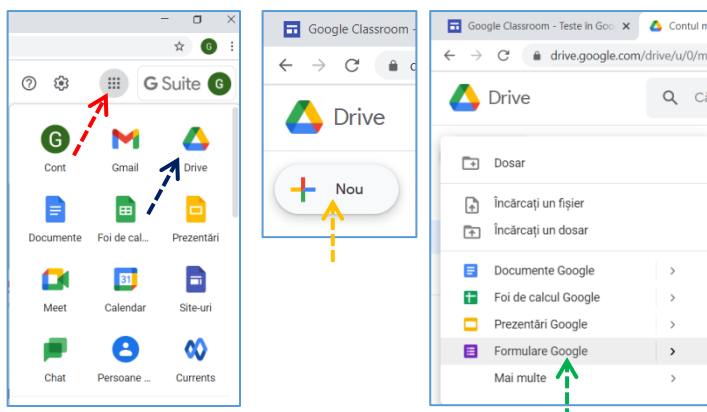 G Suite G
G
G
Cont Gmail Drive
Documente Foi de cal... Prezentări
31
Meet Calendar Site-uri
Chat Persoane ... Currents
Google Classroom -
Drive
Nou
Google Classroom - Teste în Goo
Contul m
drive.google.com/drive/u/0/m
Drive
Dosar
Încărcați un fișier
Încărcați un dosar
Documente Google
Foi de calcul Google
Prezentări Google
Formulare Google
Mai multe